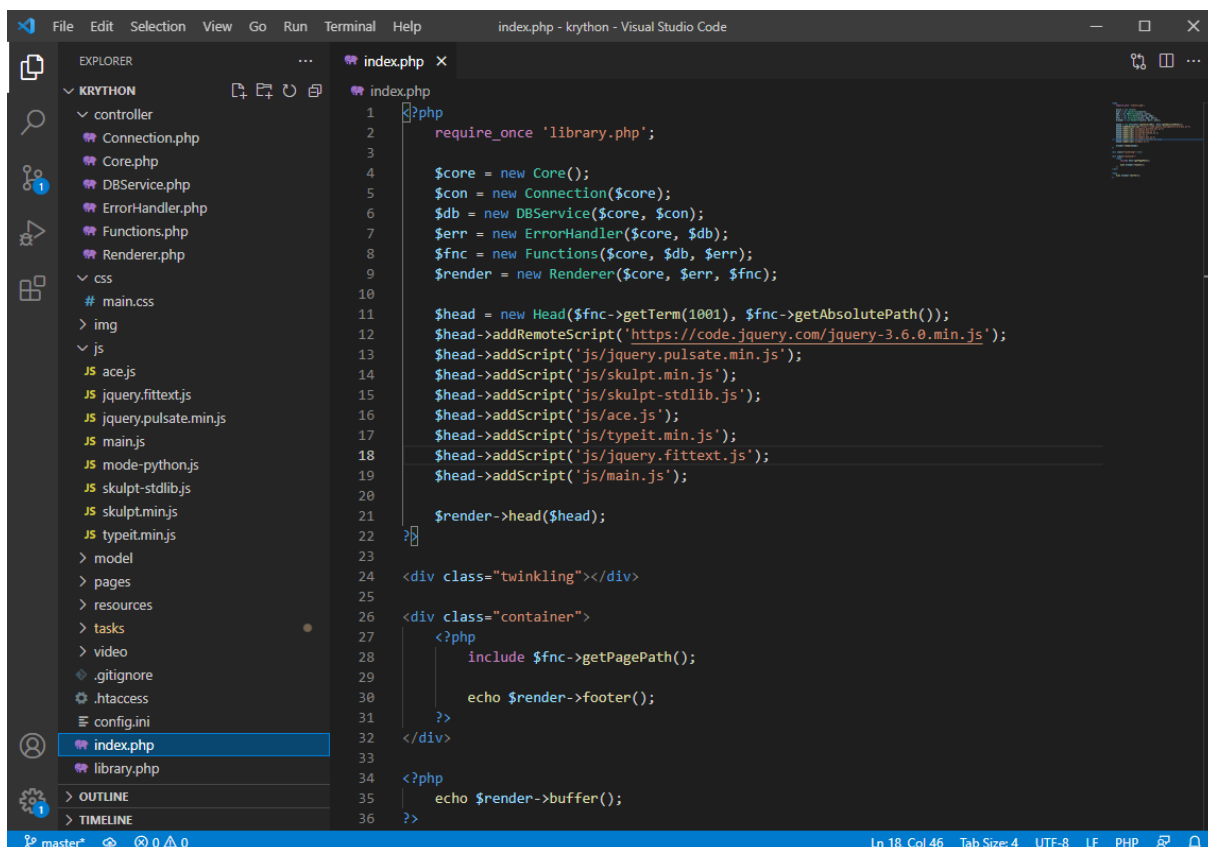 File Edit Selection View Go Run Terminal Help index.php - krython - Visual Studio Code
EXPLORER
KRYTHON
controller
Connection.php
Core.php
DBService.php
ErrorHandler.php
Functions.php
Renderer.php
css
# main.css
img
js
JS ace.js
JS jquery.fittext.js
JS jquery.pulsate.min.js
JS main.js
JS mode-python.js
JS skulpt-stdlib.js
JS skulpt.min.js
JS typeit.min.js
model
pages
resources
tasks
video
.gitignore
.htaccess
config.ini
index.php
library.php
OUTLINE
TIMELINE
1
1
index.php
index.php
1 <?php
2 require_once 'library.php';
3
4 $core = new Core();
5 $con = new Connection($core);
6 $db = new DBService($core, $con);
7 $err = new ErrorHandler($core, $db);
8 $fnc = new Functions($core, $db, $err);
9 $render = new Renderer($core, $err, $fnc);
10
11 $head = new Head($fnc->getTerm(1001), $fnc->getAbsolutePath());
12 $head->addRemoteScript('https://code.jquery.com/jquery-3.6.0.min.js');
13 $head->addScript('js/jquery.pulsate.min.js');
14 $head->addScript('js/skulpt.min.js');
15 $head->addScript('js/skulpt-stdlib.js');
16 $head->addScript('js/ace.js');
17 $head->addScript('js/typeit.min.js');
18 $head->addScript('js/jquery.fittext.js');
19 $head->addScript('js/main.js');
20
21 $render->head($head);
22 ?>
23
24 <div class="twinkling"></div>
25
26 <div class="container">
27 <?php
28 include $fnc->getPagePath();
29
30 echo $render->footer();
31 ?>
32 </div>
33
34 <?php
35 echo $render->buffer();
36 ?>
master* 0 0 Ln 18, Col 46 Tab Size: 4 UTF-8 LF PHP